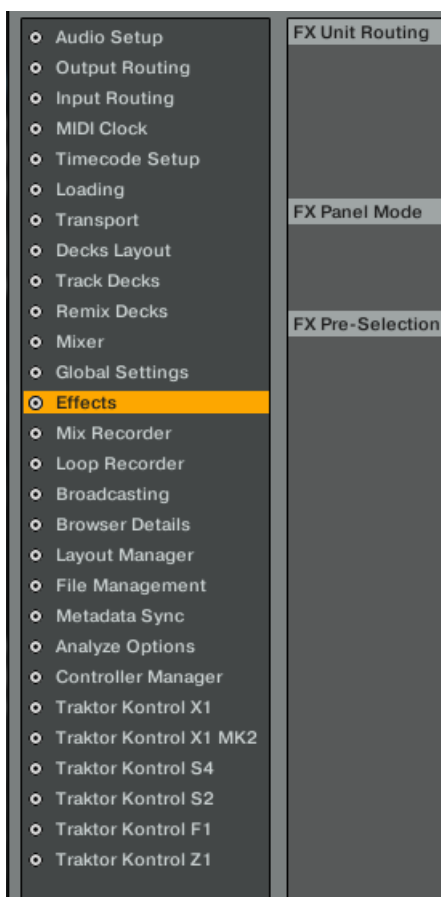 Audio Setup
Output Routing
Input Routing
MIDI Clock
Timecode Setup
Loading
Transport
Decks Layout
Track Decks
Remix Decks
Mixer
Global Settings
Effects
Mix Recorder
Loop Recorder
Broadcasting
Browser Details
Layout Manager
File Management
Metadata Sync
Analyze Options
Controller Manager
Traktor Kontrol X1
Traktor Kontrol X1 MK2
Traktor Kontrol S4
Traktor Kontrol S2
Traktor Kontrol F1
Traktor Kontrol Z1
FX Unit Routing
FX Panel Mode
FX Pre-Selection